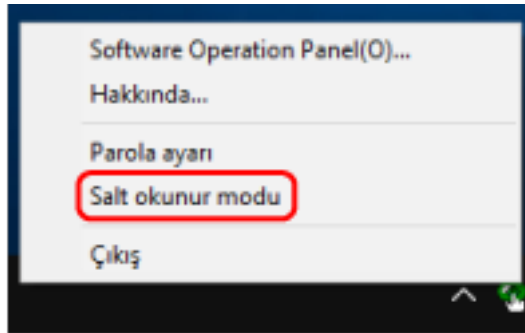 Software Operation Panel(O)...
Hakkında...
Parola ayarı
Salt okunur modu
Çıkış